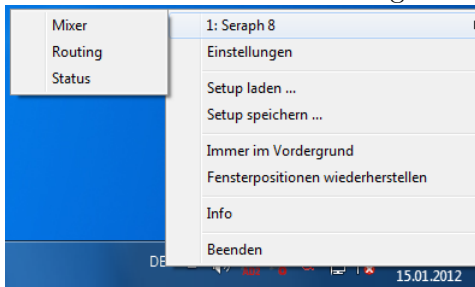 Mixer
Routing
Status
1: Seraph 8
Einstellungen
Setup laden ...
Setup speichern ...
Immer im Vordergrund
Fensterpositionen wiederherstellen
Info
Beenden
DE
15.01.2012